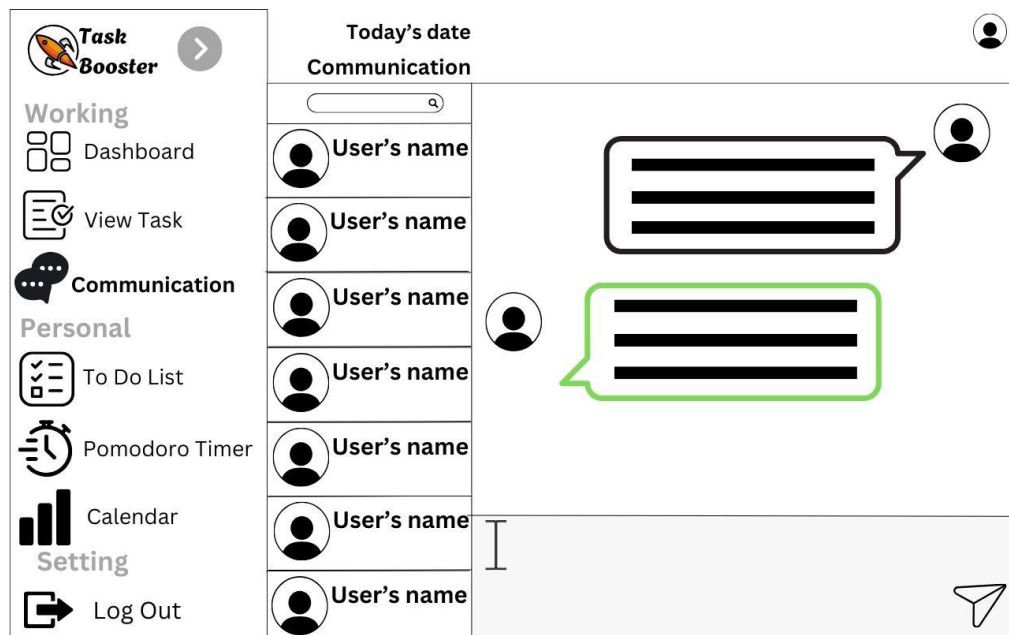 Task
Booster
Working
Dashboard
View Task
Communication
Personal
To Do List
Pomodoro Timer
Calendar
Setting
Log Out
Today's date
Communication
User's name
User's name
User's name
User's name
User's name
User's name
User's name